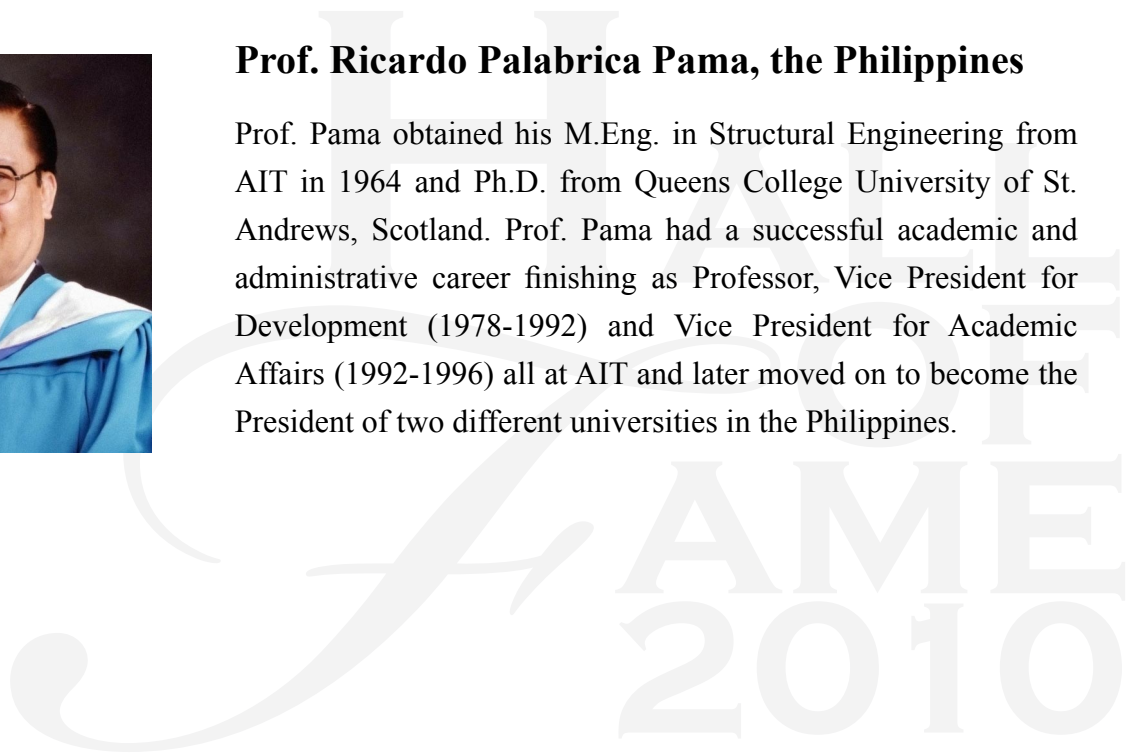 Prof. Ricardo Palabrica Pama, the Philippines
Prof. Pama obtained his M.Eng. in Structural Engineering from
AIT in 1964 and Ph.D. from Queens College University of St.
Andrews, Scotland. Prof. Pama had a successful academic and
administrative career finishing as Professor, Vice President for
Development (1978-1992) and Vice President for Academic
Affairs (1992-1996) all at AIT and later moved on to become the
President of two different universities in the Philippines.
HALL
OF
FAME
2010